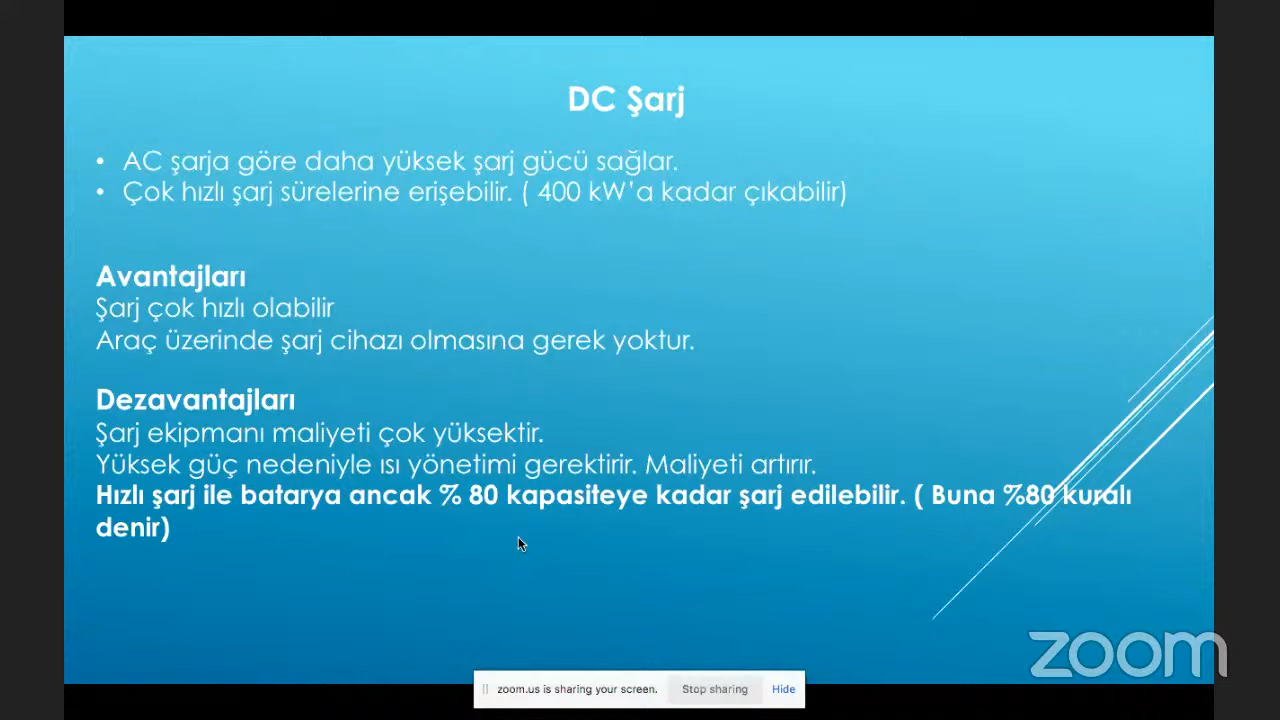 DC Şarj
• AC şarja göre daha yüksek şarj gücü sağlar.
• Çok hızlı şarj sürelerine erişebilir. ( 400 kW'a kadar çıkabilir)
Avantajları
Şarj çok hızlı olabilir
Araç üzerinde şarj cihazı olmasına gerek yoktur.
Dezavantajları
Şarj ekipmanı maliyeti çok yüksektir.
Yüksek güç nedeniyle ısı yönetimi gerektirir. Maliyeti artırır.
Hızlı şarj ile batarya ancak % 80 kapasiteye kadar şarj edilebilir. ( Buna %80 kuralı
denir)
zoom
zoom.us is sharing your screen. Stop sharing Hide